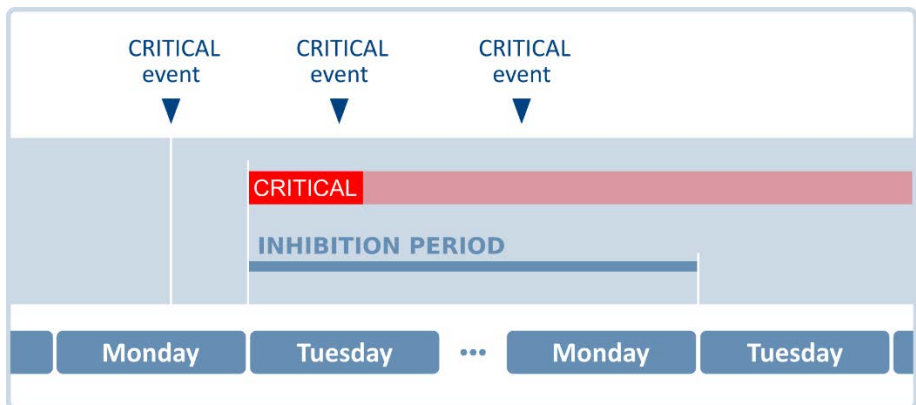 CRITICAL
event
CRITICAL
event
CRITICAL
event
CRITICAL
INHIBITION PERIOD
Monday
Tuesday
•••
Monday
Tuesday